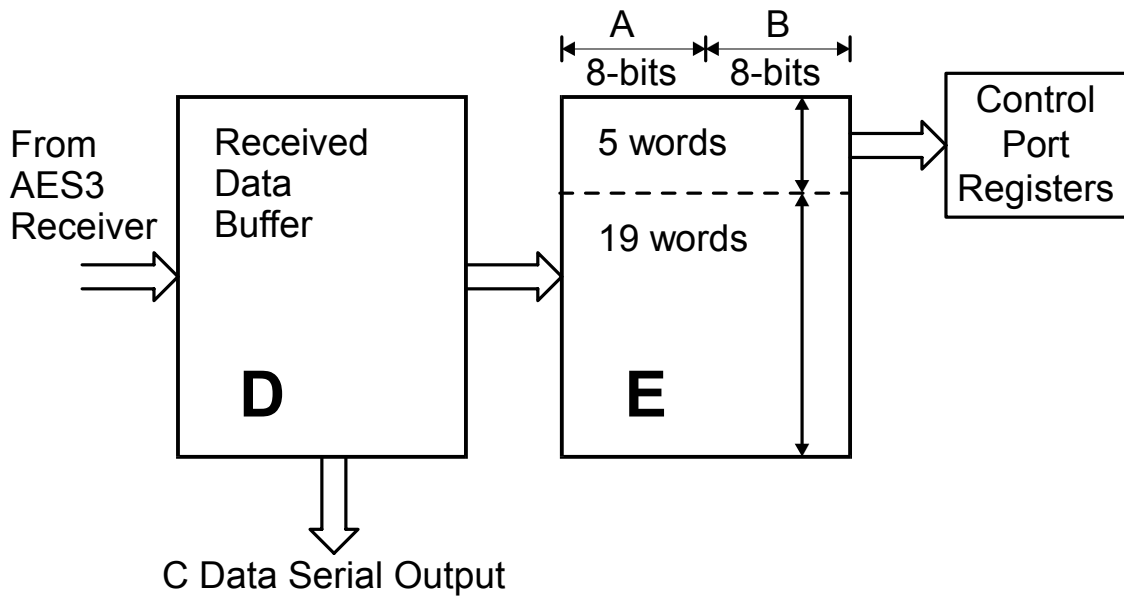 A
B
8-bits
8-bits
From
AES3
Receiver
Received
Data
Buffer
D
5 words
19 words
E
Control
Port
Registers
C Data Serial Output